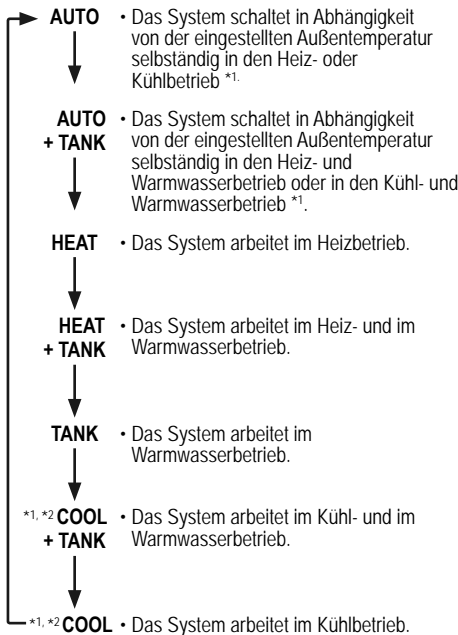 AUTO • Das System schaltet in Abhängigkeit
von der eingestellten Außentemperatur
selbständig in den Heiz- oder
Kühlbetrieb *1.
AUTO • Das System schaltet in Abhängigkeit
+ TANK von der eingestellten Außentemperatur
selbständig in den Heiz- und
Warmwasserbetrieb oder in den Kühl- und
Warmwasserbetrieb *1.
HEAT • Das System arbeitet im Heizbetrieb.
HEAT • Das System arbeitet im Heiz- und im
+ TANK Warmwasserbetrieb.
TANK • Das System arbeitet im
Warmwasserbetrieb.
*1, *2 COOL • Das System arbeitet im Kühl- und im
+ TANK Warmwasserbetrieb.
*1, *2 COOL • Das System arbeitet im Kühlbetrieb.